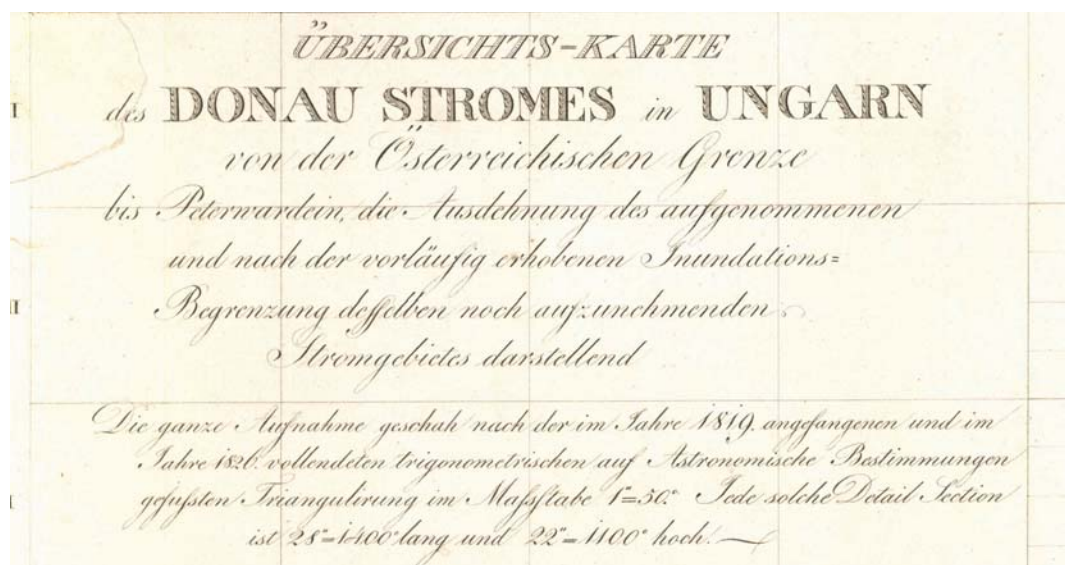 ÜBERSICHTS-KARTE
des DONAU STROMES in UNGARN
von der Österreichischen Grenze
bis Peterwardein, die Ausdehnung des aufgenommenen
und nach der vorläufig erhobenen Inundations=
Begrenzung desselben noch aufzunehmenden
Stromgebietes darstellend
Die ganze Aufnahme geschah nach der im Jahre 1819. angefangenen und im
Jahre 1826. vollendeten trigonometrischen auf Astronomische Bestimmungen
gefußten Triangulirung im Maßstabe 1"=50.° Jede solche Detail Section
ist 28"=1400° lang und 22"=1100° hoch. —